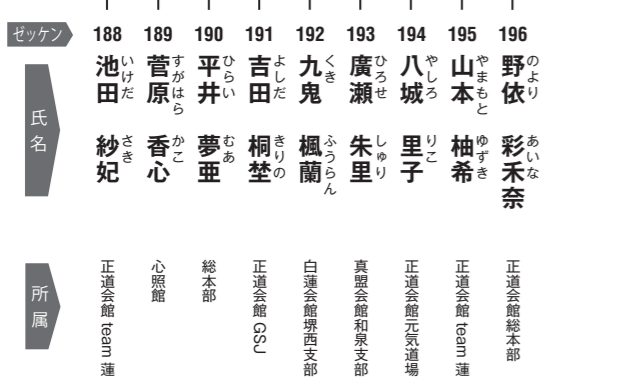 ゼッケン
188 189 190 191 192 193 194 195 196
氏名
池田 紗妃
いけだ さき
菅原 香心
すがはら かこ
平井 夢亜
ひらい むあ
吉田 桐埜
よしだ きりの
九鬼 楓蘭
くき ふうらん
廣瀬 朱里
ひろせ しゅり
八城 里子
やしろ りこ
山本 柚希
やまもと ゆずき
野依 彩禾奈
のより あいな
所属
正道会館 team 蓮
心照館
総本部
正道会館 GSJ
白蓮会館堺西支部
真盟会館和泉支部
正道会館元気道場
正道会館 team 蓮
正道会館総本部